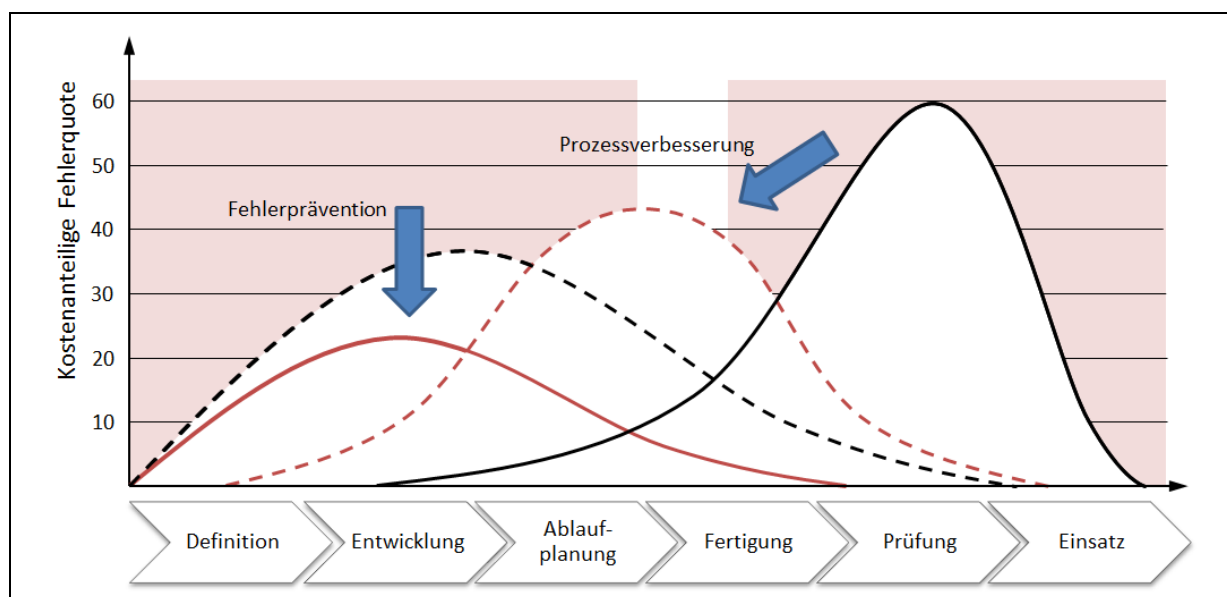 Kostenanteilige Fehlerquote
60
50
40
30
20
10
Prozessverbesserung
Fehlerprävention
Definition
Entwicklung
Ablauf-
planung
Fertigung
Prüfung
Einsatz